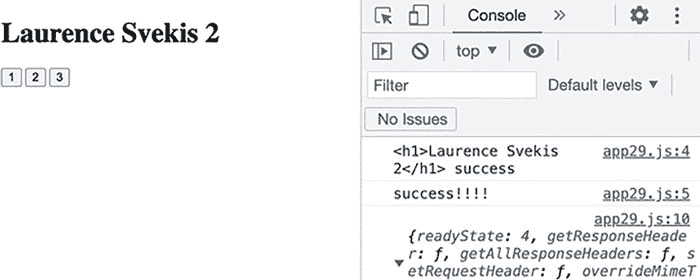 Laurence Svekis 2
1 2 3
Console
top
Filter
Default levels
No Issues
<h1>Laurence Svekis app29.js:4
2</h1> success
success!!!! app29.js:5
app29.js:10
{readyState: 4, getResponseHeade
r: ƒ, getAllResponseHeaders: ƒ, s
etRequestHeader: ƒ, overrideMimeT